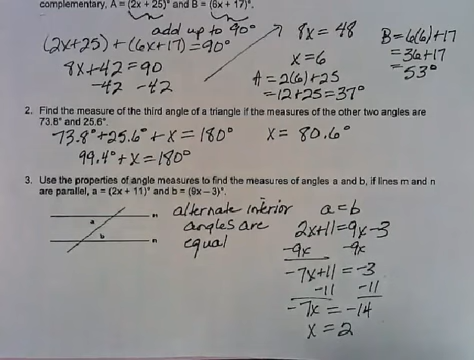 complementary, A = (2x + 25)° and B = (6x + 17)°.
add up to 90°
(2x+25)+(6x+17)=90°
8x+42=90
-42 -42
8x=48
x=6
A=2(6)+25
=12+25=37°
B=6(6)+17
=36+17
=53°
2. Find the measure of the third angle of a triangle if the measures of the other two angles are
73.8° and 25.6°.
73.8°+25.6°+x=180°
99.4°+x=180°
x=80.6°
3. Use the properties of angle measures to find the measures of angles a and b, if lines m and n
are parallel, a = (2x + 11)° and b = (9x – 3)°.
a
m
b
n
alternate interior
angles are
equal
a=b
2x+11=9x-3
-9x -9x
-7x+11=-3
-11 -11
-7x=-14
x=2